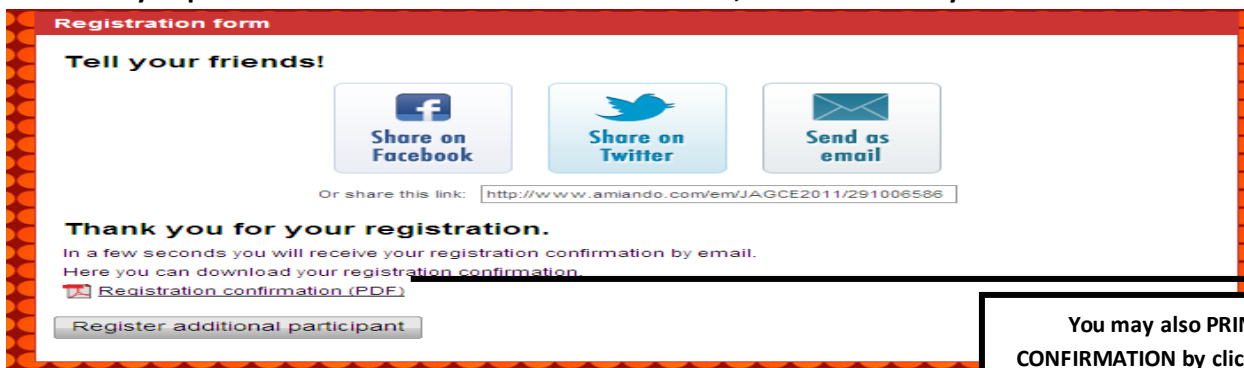 Registration form
Tell your friends!
Share on
Facebook
Share on
Twitter
Send as
email
Or share this link: http://www.amiando.com/em/JAGCE2011/291006586
Thank you for your registration.
In a few seconds you will receive your registration confirmation by email.
Here you can download your registration confirmation.
Registration confirmation (PDF)
Register additional participant
You may also
CONFIRMATION by